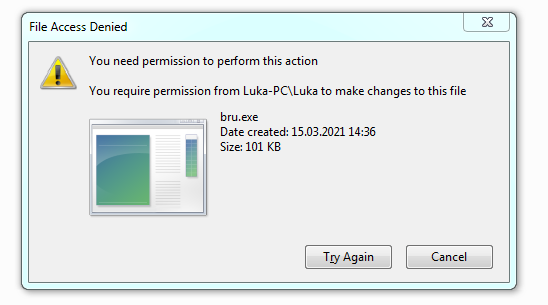 File Access Denied
You need permission to perform this action
You require permission from Luka-PC\Luka to make changes to this file
bru.exe
Date created: 15.03.2021 14:36
Size: 101 KB
Try Again
Cancel